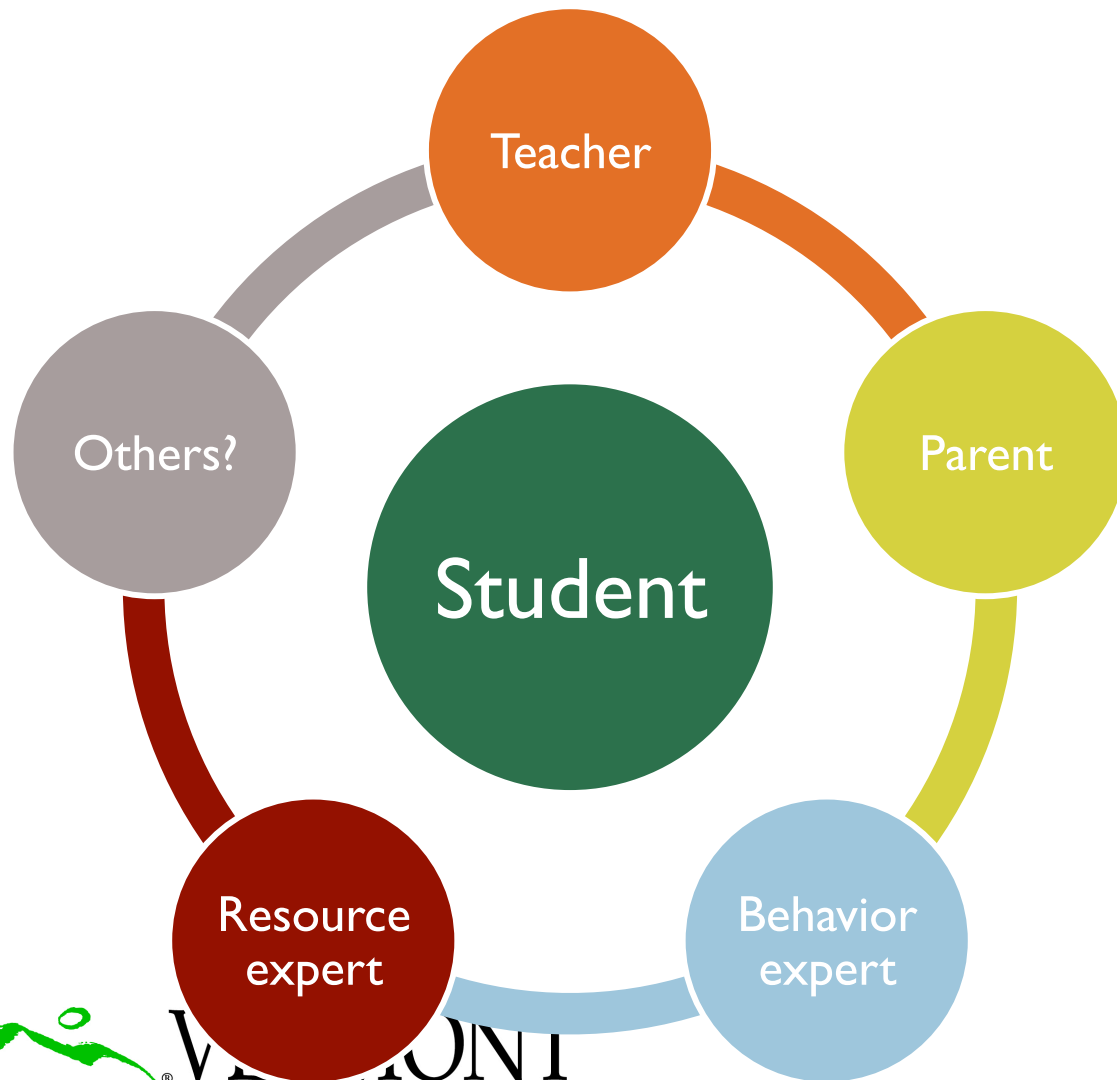 Teacher
Others?
Parent
Student
Resource
expert
Behavior
expert
®